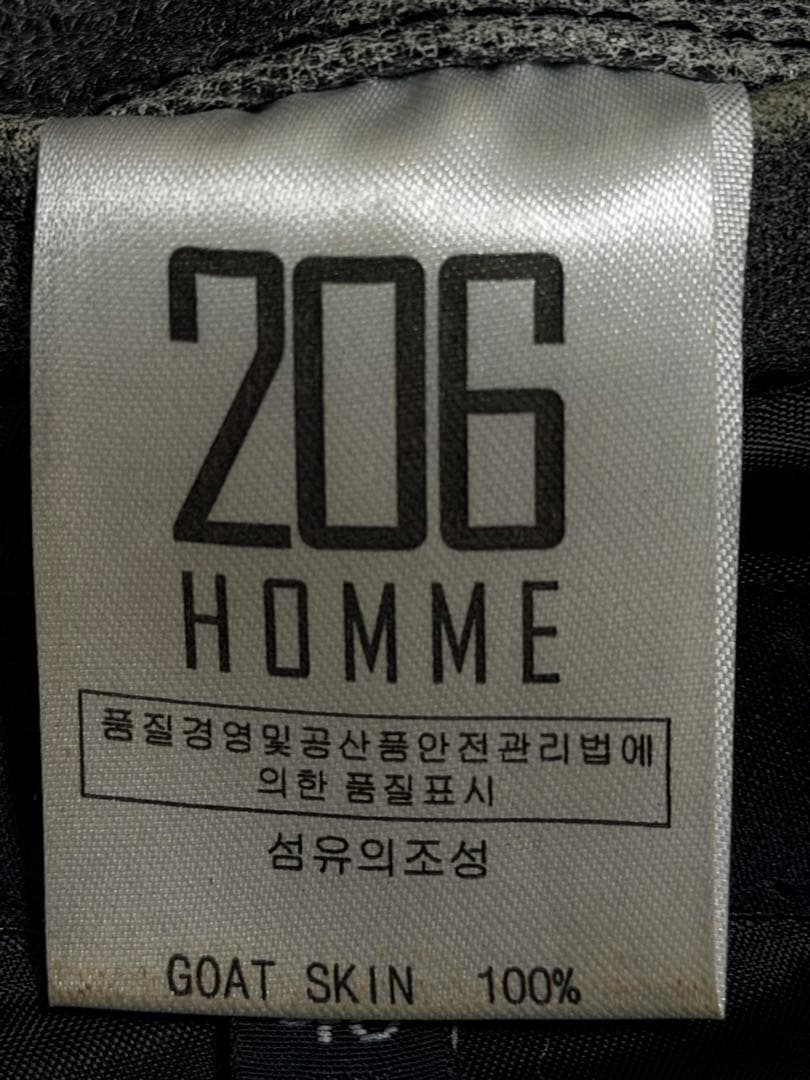 206
HOMME
품질경영및공산품안전관리법에
의한 품질표시
섬유의조성
GOAT SKIN 100%